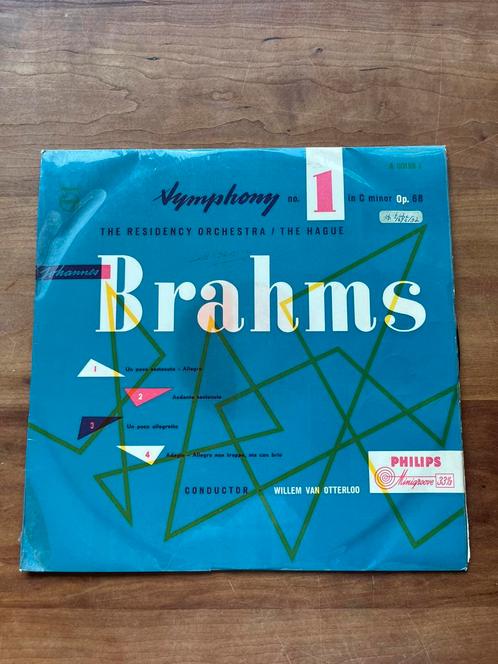 Symphony no. 1 in C minor Op. 68
THE RESIDENCY ORCHESTRA / THE HAGUE
Johannes
Brahms
1 Un poco sostenuto - Allegro
2 Andante sostenuto
3 Un poco allegretto
4 Adagio - Allegro non troppo, ma con brio
CONDUCTOR WILLEM VAN OTTERLOO
PHILIPS
Minigroove 33⅓